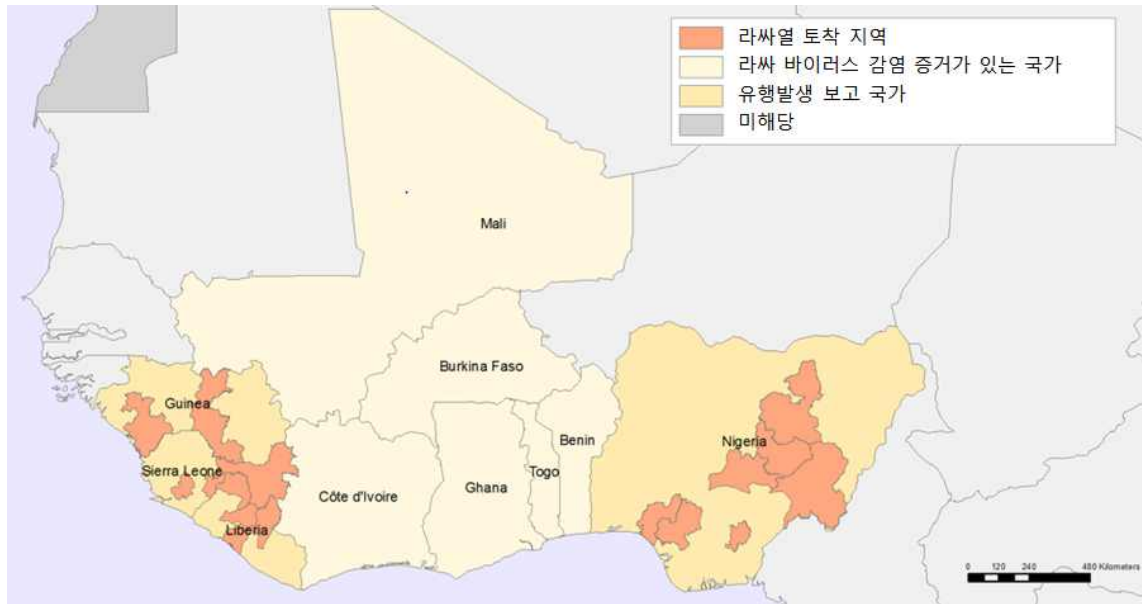 라싸열 토착 지역
라싸 바이러스 감염 증거가 있는 국가
유행발생 보고 국가
미해당
Mali
Burkina Faso
Guinea
Benin
Nigeria
Sierra Leone
Togo
Côte d'Ivoire
Ghana
Liberia
0 120 240 480 Kilometers